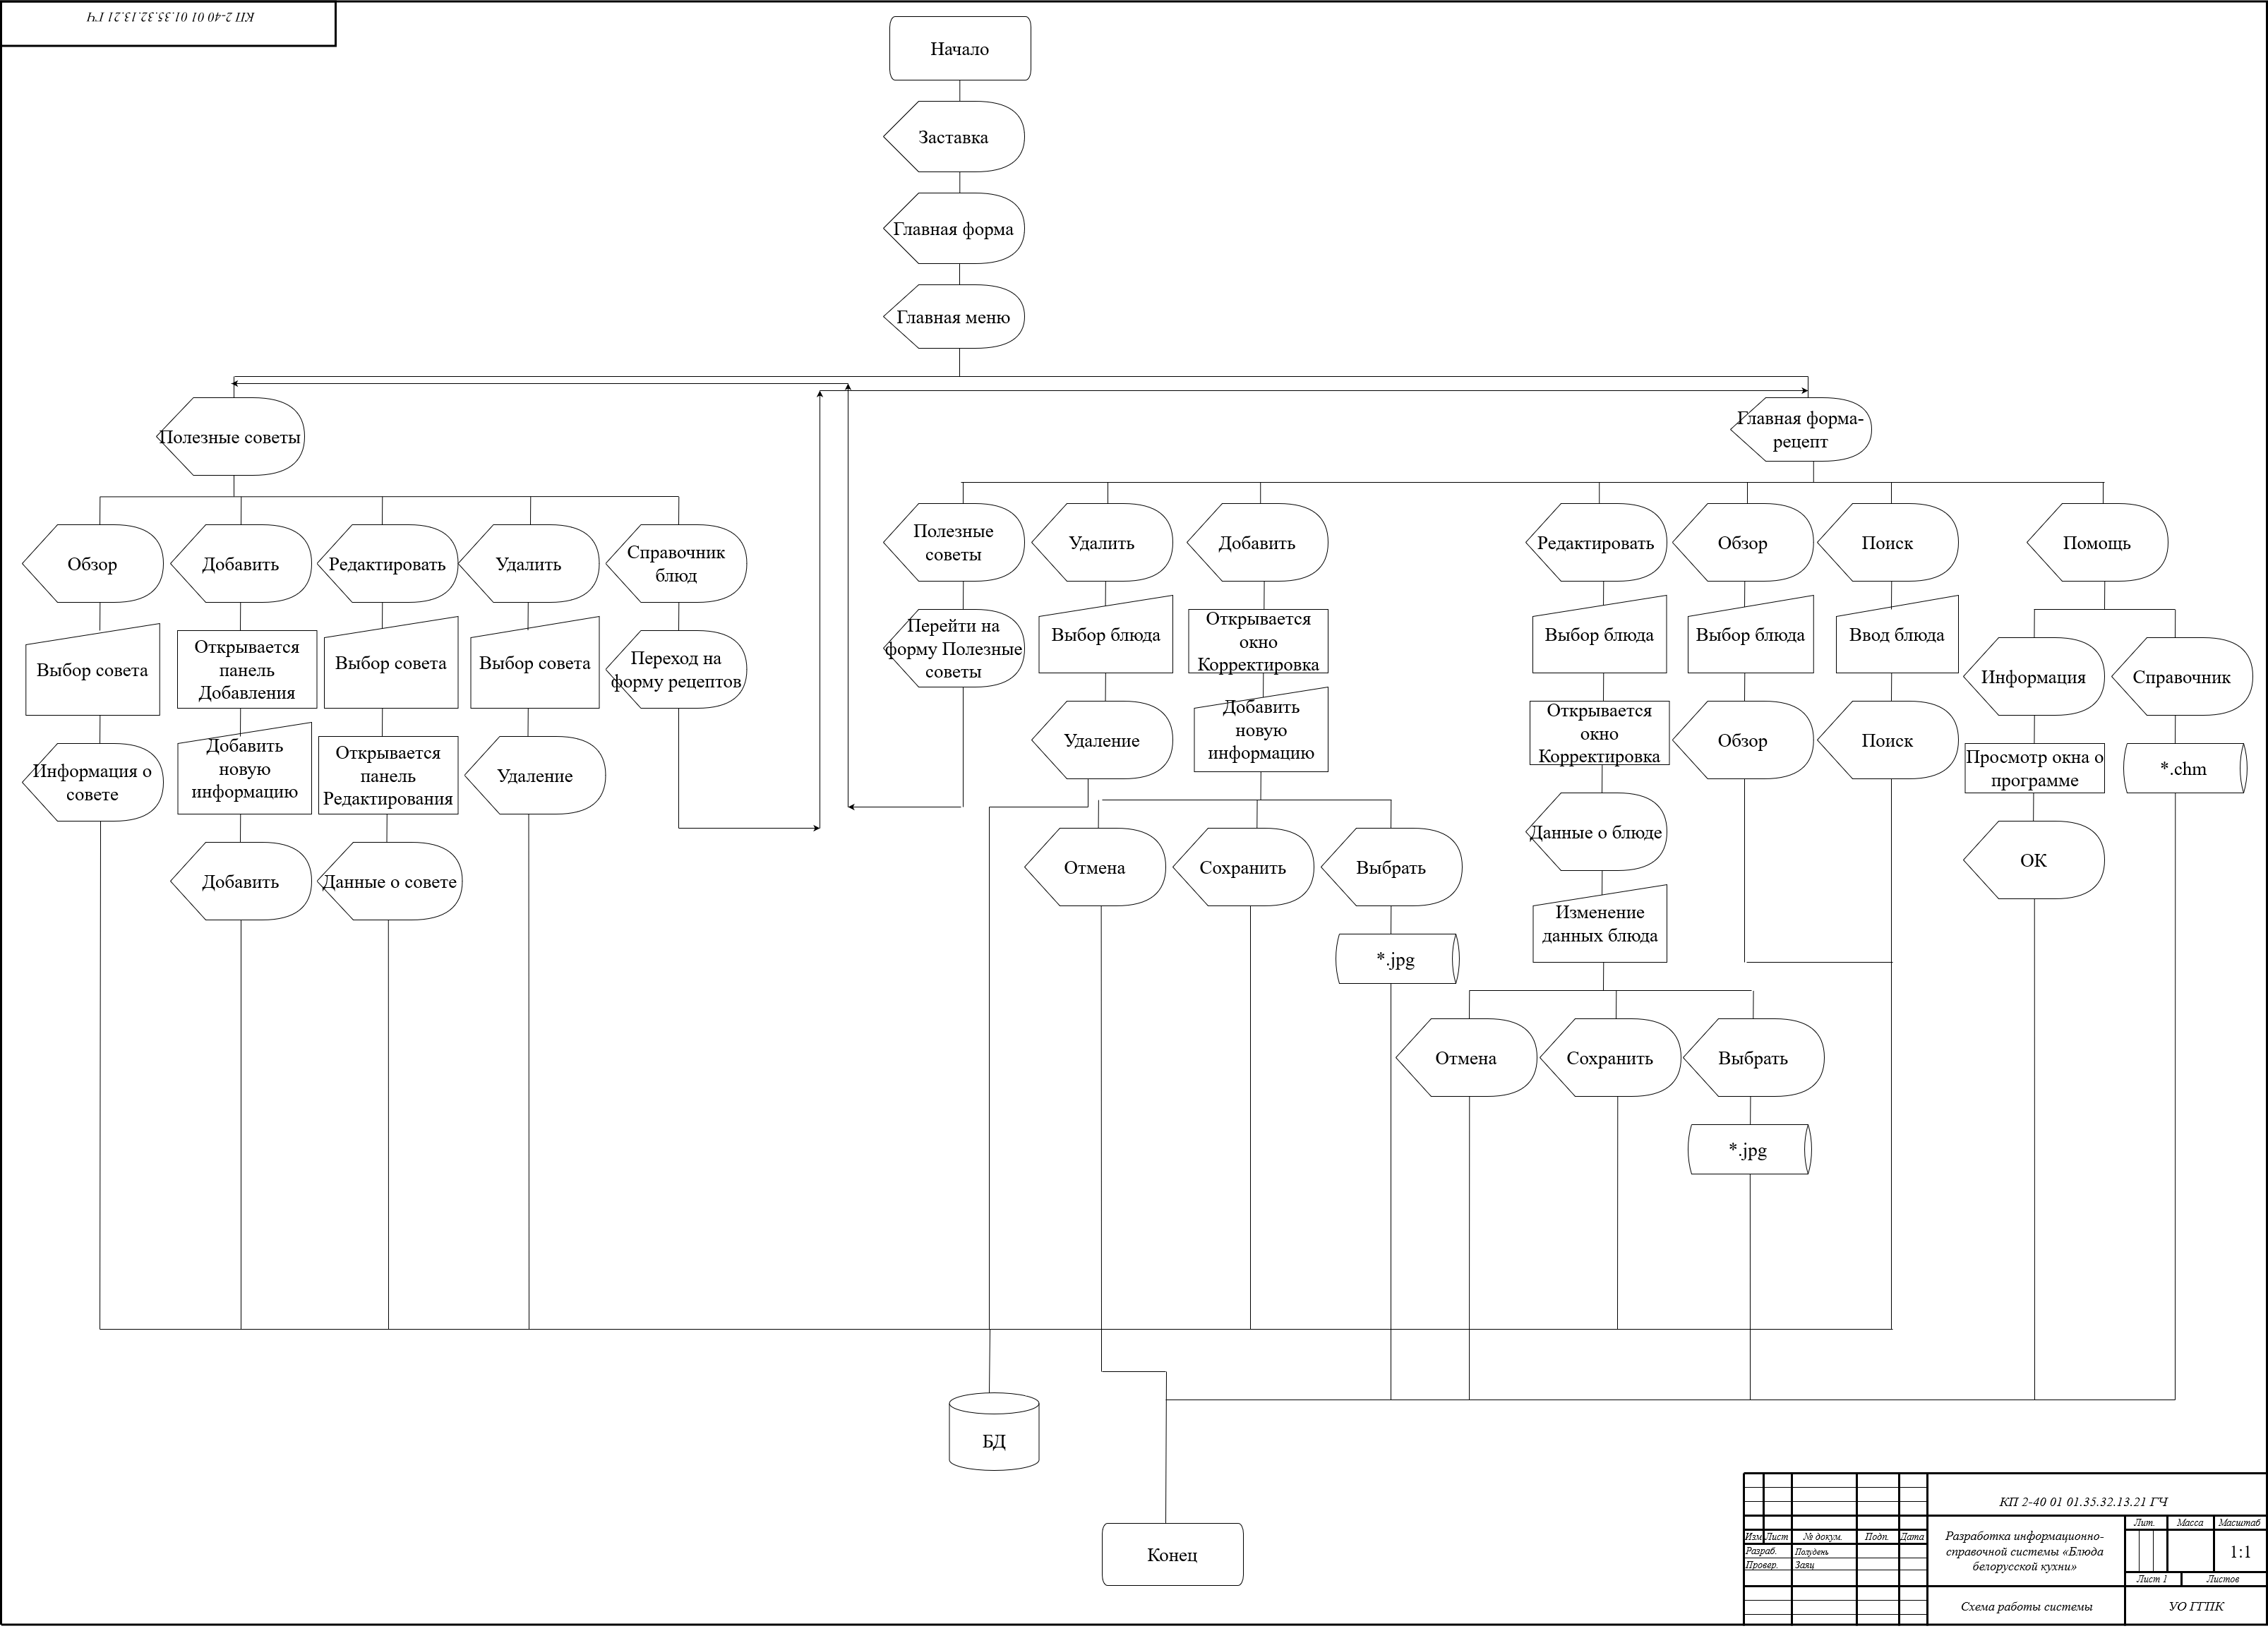 КП 2-40 01 01.35.32.13.21 ГЧ
Начало
Заставка
Главная форма
Главная меню
Полезные советы
Главная форма-
рецепт
Обзор
Добавить
Редактировать
Удалить
Справочник
блюд
Полезные
советы
Удалить
Добавить
Редактировать
Обзор
Поиск
Помощь
Выбор совета
Открывается
панель
Добавления
Выбор совета
Выбор совета
Переход на
форму рецептов
Перейти на
форму Полезные
советы
Выбор блюда
Открывается
окно
Корректировка
Выбор блюда
Выбор блюда
Ввод блюда
Информация
Справочник
Информация о
совете
Добавить
новую
информацию
Открывается
панель
Редактирования
Удаление
Удаление
Добавить
новую
информацию
Открывается
окно
Корректировка
Обзор
Поиск
Просмотр окна о
программе
*.chm
Добавить
Данные о совете
Отмена
Сохранить
Выбрать
Данные о блюде
ОК
*.jpg
Изменение
данных блюда
Отмена
Сохранить
Выбрать
*.jpg
БД
Конец
КП 2-40 01 01.35.32.13.21 ГЧ
Изм Лист № докум. Подп. Дата
Разраб. Полудень
Провер. Заяц
Разработка информационно-
справочной системы «Блюда
белорусской кухни»
Лит. Масса Масштаб
1:1
Лист 1 Листов
Схема работы системы
УО ГГПК